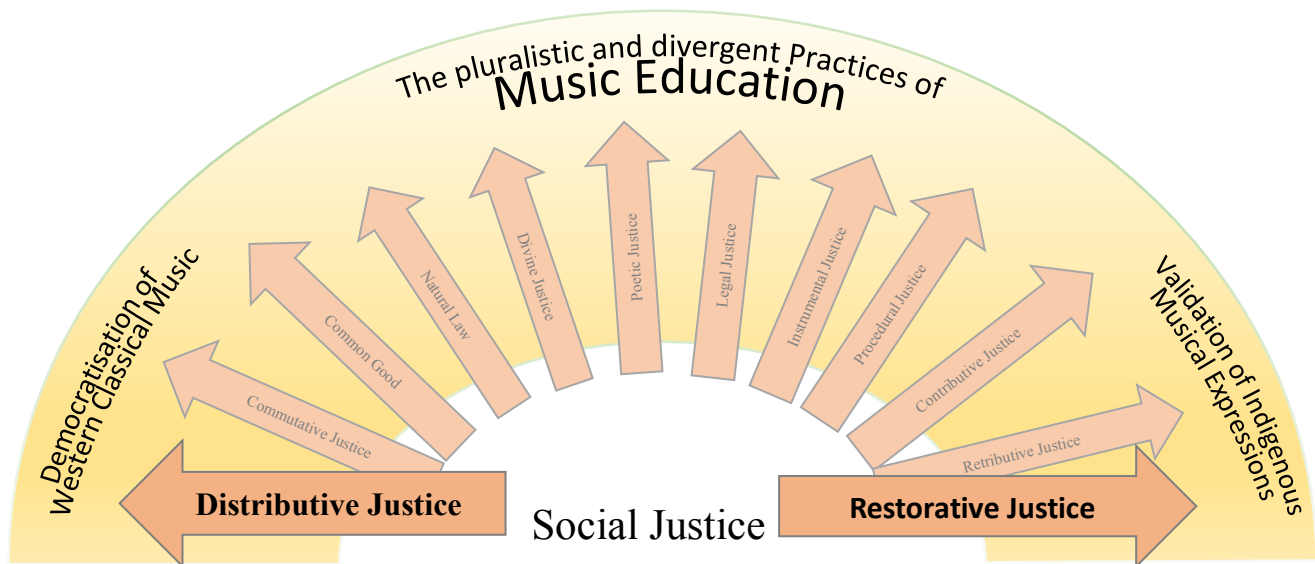 The pluralistic and divergent Practices of
Music Education
Democratisation of
Western Classical Music
Validation of Indigenous
Musical Expressions
Commutative Justice
Common Good
Natural Law
Divine Justice
Poetic Justice
Legal Justice
Instrumental Justice
Procedural Justice
Contributive Justice
Retributive Justice
Distributive Justice
Social Justice
Restorative Justice